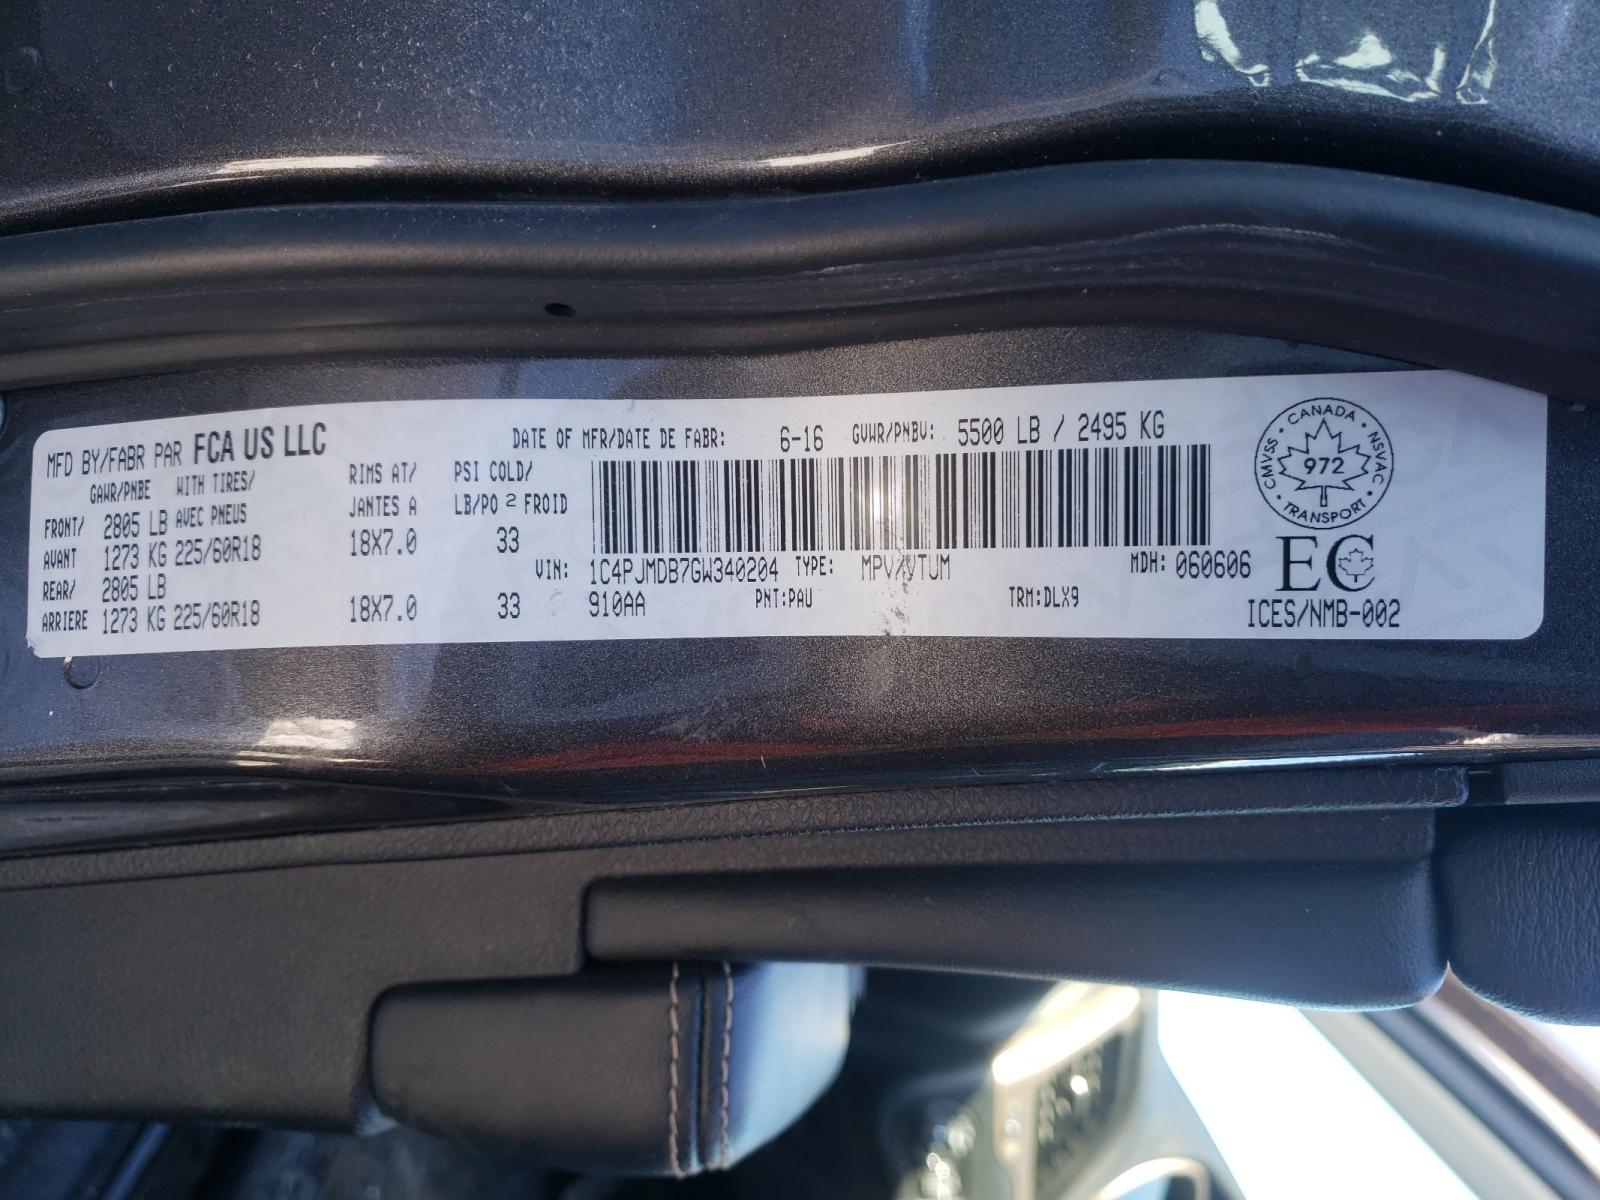 MFD BY/FABR PAR FCA US LLC
DATE OF MFR/DATE DE FABR: 6-16 GVWR/PNBV: 5500 LB / 2495 KG
GAWR/PNBE WITH TIRES/ RIMS AT/ PSI COLD/
AVEC PNEUS JANTES A LB/PO 2 FROID
FRONT/ 2805 LB
AVANT 1273 KG 225/60R18 18X7.0 33
REAR/ 2805 LB
ARRIERE 1273 KG 225/60R18 18X7.0 33
VIN: 1C4PJMDB7GW340204 TYPE: MPV/VTUM MDH: 060606
910AA PNT:PAU TRM:DLX9
CANADA
CMVSS · NSVAC
972
TRANSPORT
EC
ICES/NMB-002